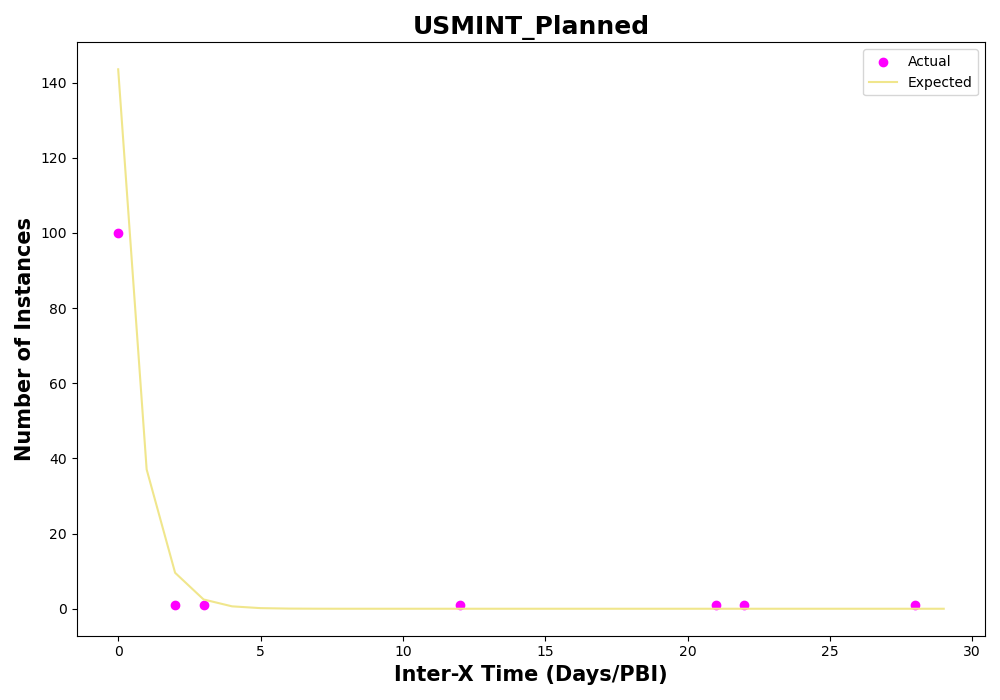 USMINT_Planned
Actual
Expected
Number of Instances
140
120
100
80
60
40
20
0
0 5 10 15 20 25 30
Inter-X Time (Days/PBI)